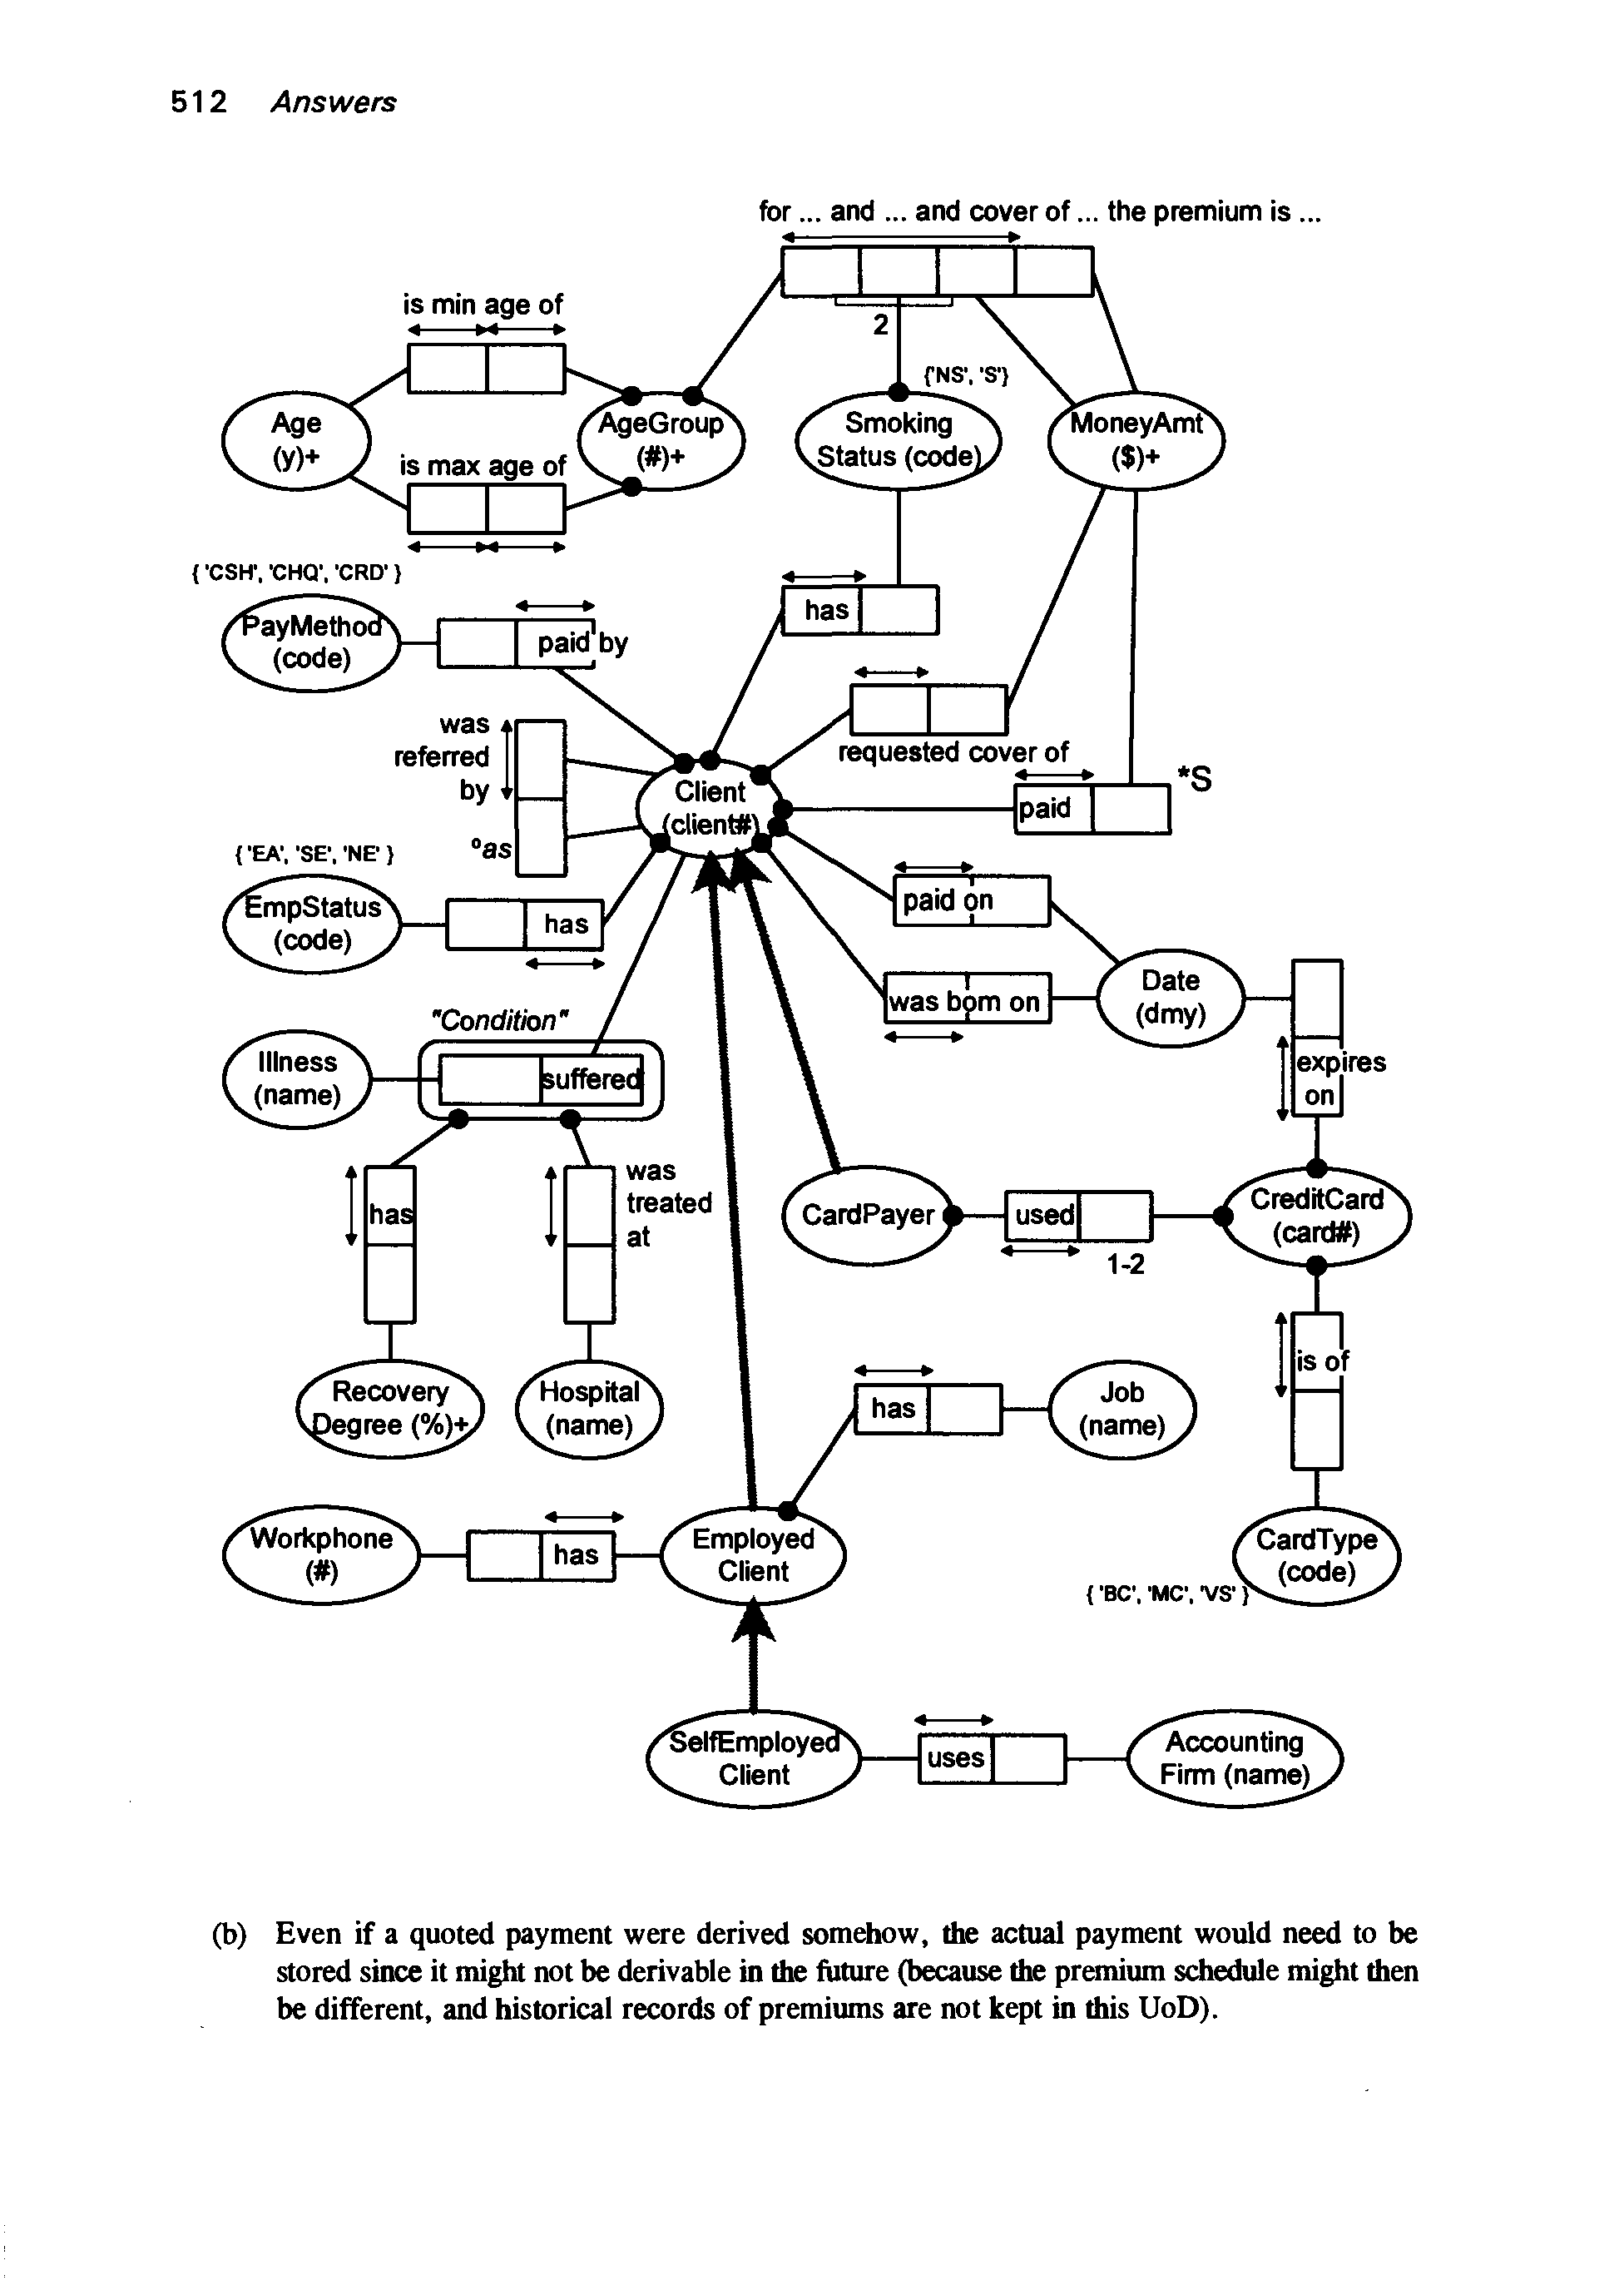 512 Answers
for ... and ... and cover of ... the premium is ...
is min age of
2
{'NS', 'S'}
Age
(y)+
AgeGroup
(#)+
Smoking
Status (code)
MoneyAmt
($)+
is max age of
{ 'CSH', 'CHQ', 'CRD' }
PayMethod
(code)
paid by
has
was
referred
by
ºas
requested cover of
Client
(client#)
paid
*S
{ 'EA', 'SE', 'NE' }
EmpStatus
(code)
has
paid on
was born on
Date
(dmy)
expires
on
"Condition"
Illness
(name)
suffered
has
was
treated
at
CardPayer
used
1-2
CreditCard
(card#)
is of
Recovery
Degree (%)+
Hospital
(name)
has
Job
(name)
Workphone
(#)
has
Employed
Client
CardType
(code)
{ 'BC', 'MC', 'VS' }
SelfEmployed
Client
uses
Accounting
Firm (name)
(b) Even if a quoted payment were derived somehow, the actual payment would need to be
stored since it might not be derivable in the future (because the premium schedule might then
be different, and historical records of premiums are not kept in this UoD).